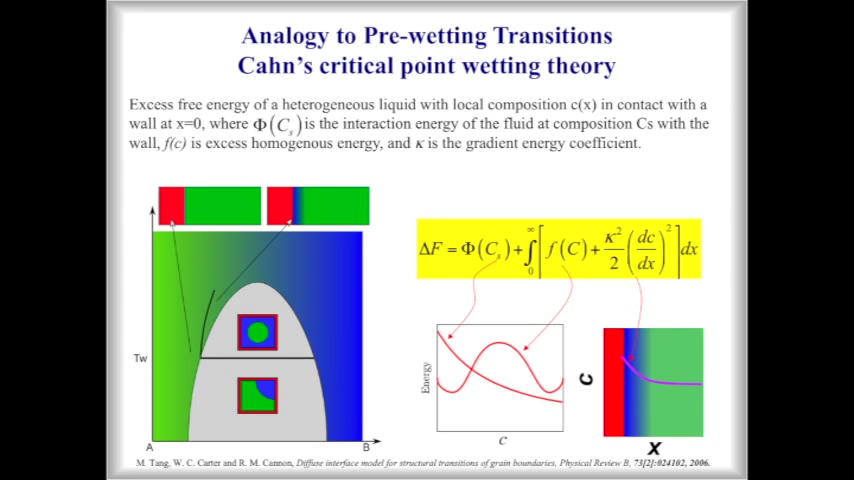 Analogy to Pre-wetting Transitions
Cahn's critical point wetting theory
Excess free energy of a heterogeneous liquid with local composition c(x) in contact with a
wall at x=0, where Φ(Cₛ) is the interaction energy of the fluid at composition Cs with the
wall, f(c) is excess homogenous energy, and κ is the gradient energy coefficient.
ΔF = Φ(Cₛ) + ∫₀^∞ [ f(C) + κ²/2 (dc/dx)² ] dx
Tw
A
B
Energy
C
C
X
M. Tang, W. C. Carter and R. M. Cannon, Diffuse interface model for structural transitions of grain boundaries, Physical Review B, 73[2]:024102, 2006.